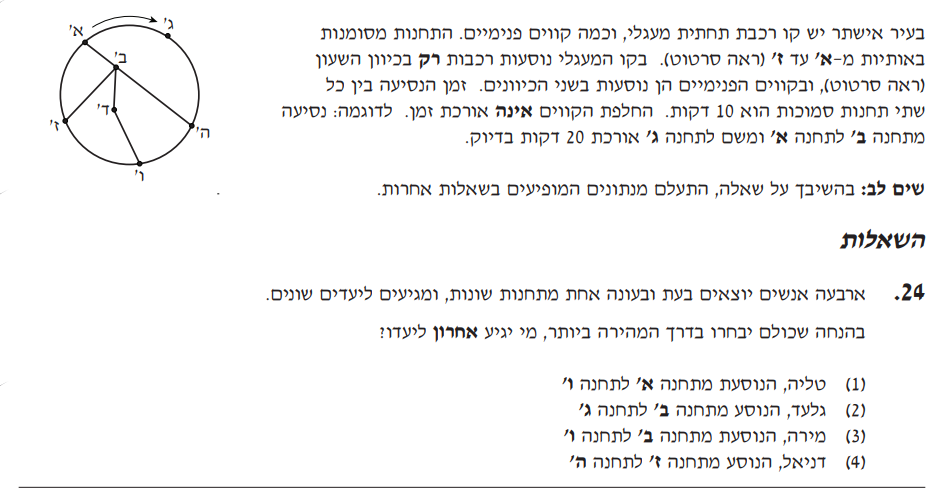 א'
ג'
ב'
ד'
ז'
ה'
ו'
בעיר אישתר יש קו רכבת תחתית מעגלי, וכמה קווים פנימיים. התחנות מסומנות
באותיות מ-א' עד ז' (ראה סרטוט). בקו המעגלי נוסעות רכבות רק בכיוון השעון
(ראה סרטוט), ובקווים הפנימיים הן נוסעות בשני הכיוונים. זמן הנסיעה בין כל
שתי תחנות סמוכות הוא 10 דקות. החלפת הקווים אינה אורכת זמן. לדוגמה: נסיעה
מתחנה ב' לתחנה א' ומשם לתחנה ג' אורכת 20 דקות בדיוק.
שים לב: בהשיבך על שאלה, התעלם מנתונים המופיעים בשאלות אחרות.
השאלות
24. ארבעה אנשים יוצאים בעת ובעונה אחת מתחנות שונות, ומגיעים ליעדים שונים.
בהנחה שכולם יבחרו בדרך המהירה ביותר, מי יגיע אחרון ליעדו?
(1) טליה, הנוסעת מתחנה א' לתחנה ו'
(2) גלעד, הנוסע מתחנה ב' לתחנה ג'
(3) מירה, הנוסעת מתחנה ב' לתחנה ו'
(4) דניאל, הנוסע מתחנה ז' לתחנה ה'